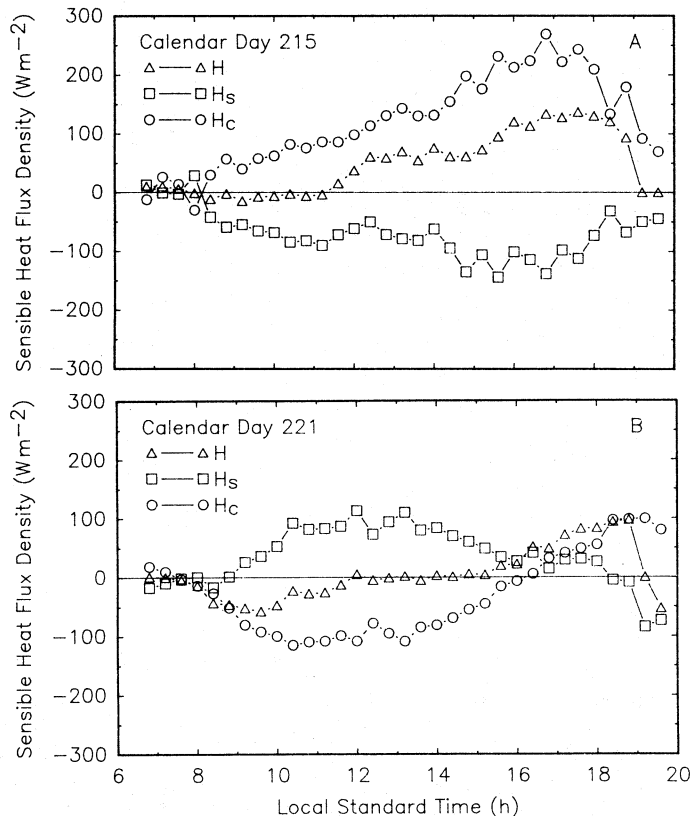 Sensible Heat Flux Density (Wm−2)
300
200
100
0
−100
−200
−300
Calendar Day 215
A
H
Hs
Hc
Sensible Heat Flux Density (Wm−2)
300
200
100
0
−100
−200
−300
Calendar Day 221
B
H
Hs
Hc
6 8 10 12 14 16 18 20
Local Standard Time (h)